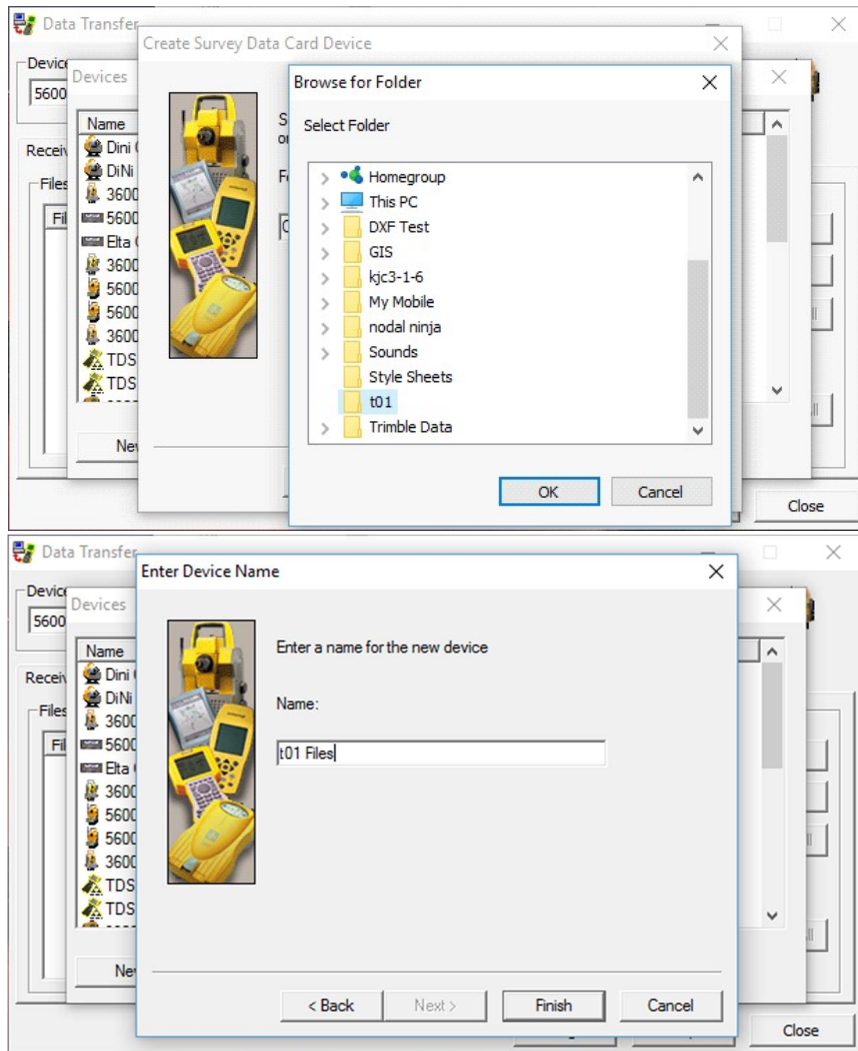 Data Transfer
Create Survey Data Card Device
Device
Devices
Browse for Folder
5600
Name
Select Folder
Receiv
Dini
DiNi
Files
3600
Homegroup
Fil
5600
This PC
Elta
DXF Test
3600
GIS
5600
kjc3-1-6
5600
My Mobile
3600
nodal ninja
TDS
Sounds
TDS
Style Sheets
t01
Trimble Data
New
OK
Cancel
Close
Data Transfer
Enter Device Name
Device
Devices
5600
Name
Enter a name for the new device
Receiv
Dini
DiNi
Name:
Files
3600
Fil
5600
t01 Files
Elta
3600
5600
5600
3600
TDS
TDS
New
< Back
Next >
Finish
Cancel
Close